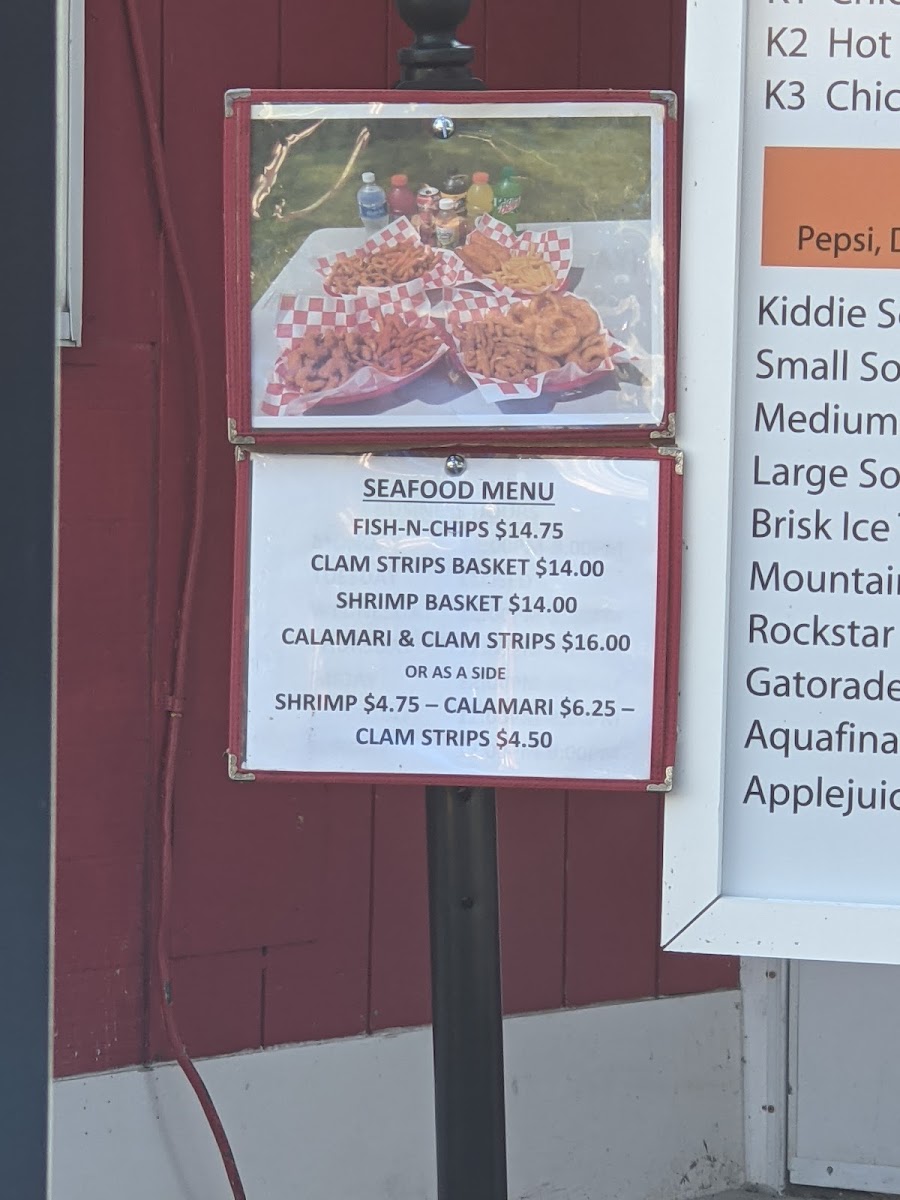 SEAFOOD MENU
FISH-N-CHIPS $14.75
CLAM STRIPS BASKET $14.00
SHRIMP BASKET $14.00
CALAMARI & CLAM STRIPS $16.00
OR AS A SIDE
SHRIMP $4.75 – CALAMARI $6.25 –
CLAM STRIPS $4.50
K2 Hot
K3 Chic
Pepsi,
Kiddie S
Small So
Medium
Large So
Brisk Ice
Mountai
Rockstar
Gatorade
Aquafina
Applejuic